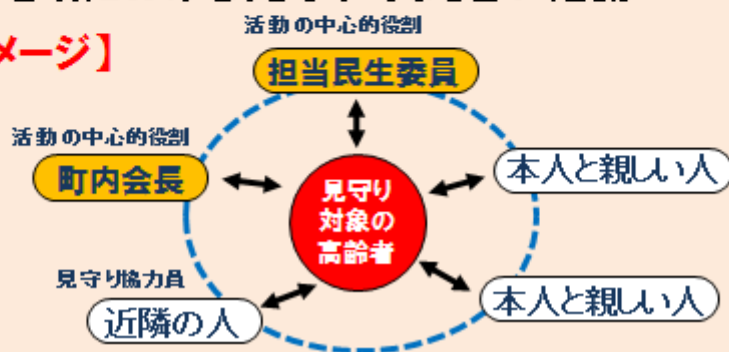 メージ】
活動の中心的役割
担当民生委員
活動の中心的役割
町内会長
本人と親しい人
見守り
対象の
高齢者
見守り協力員
近隣の人
本人と親しい人